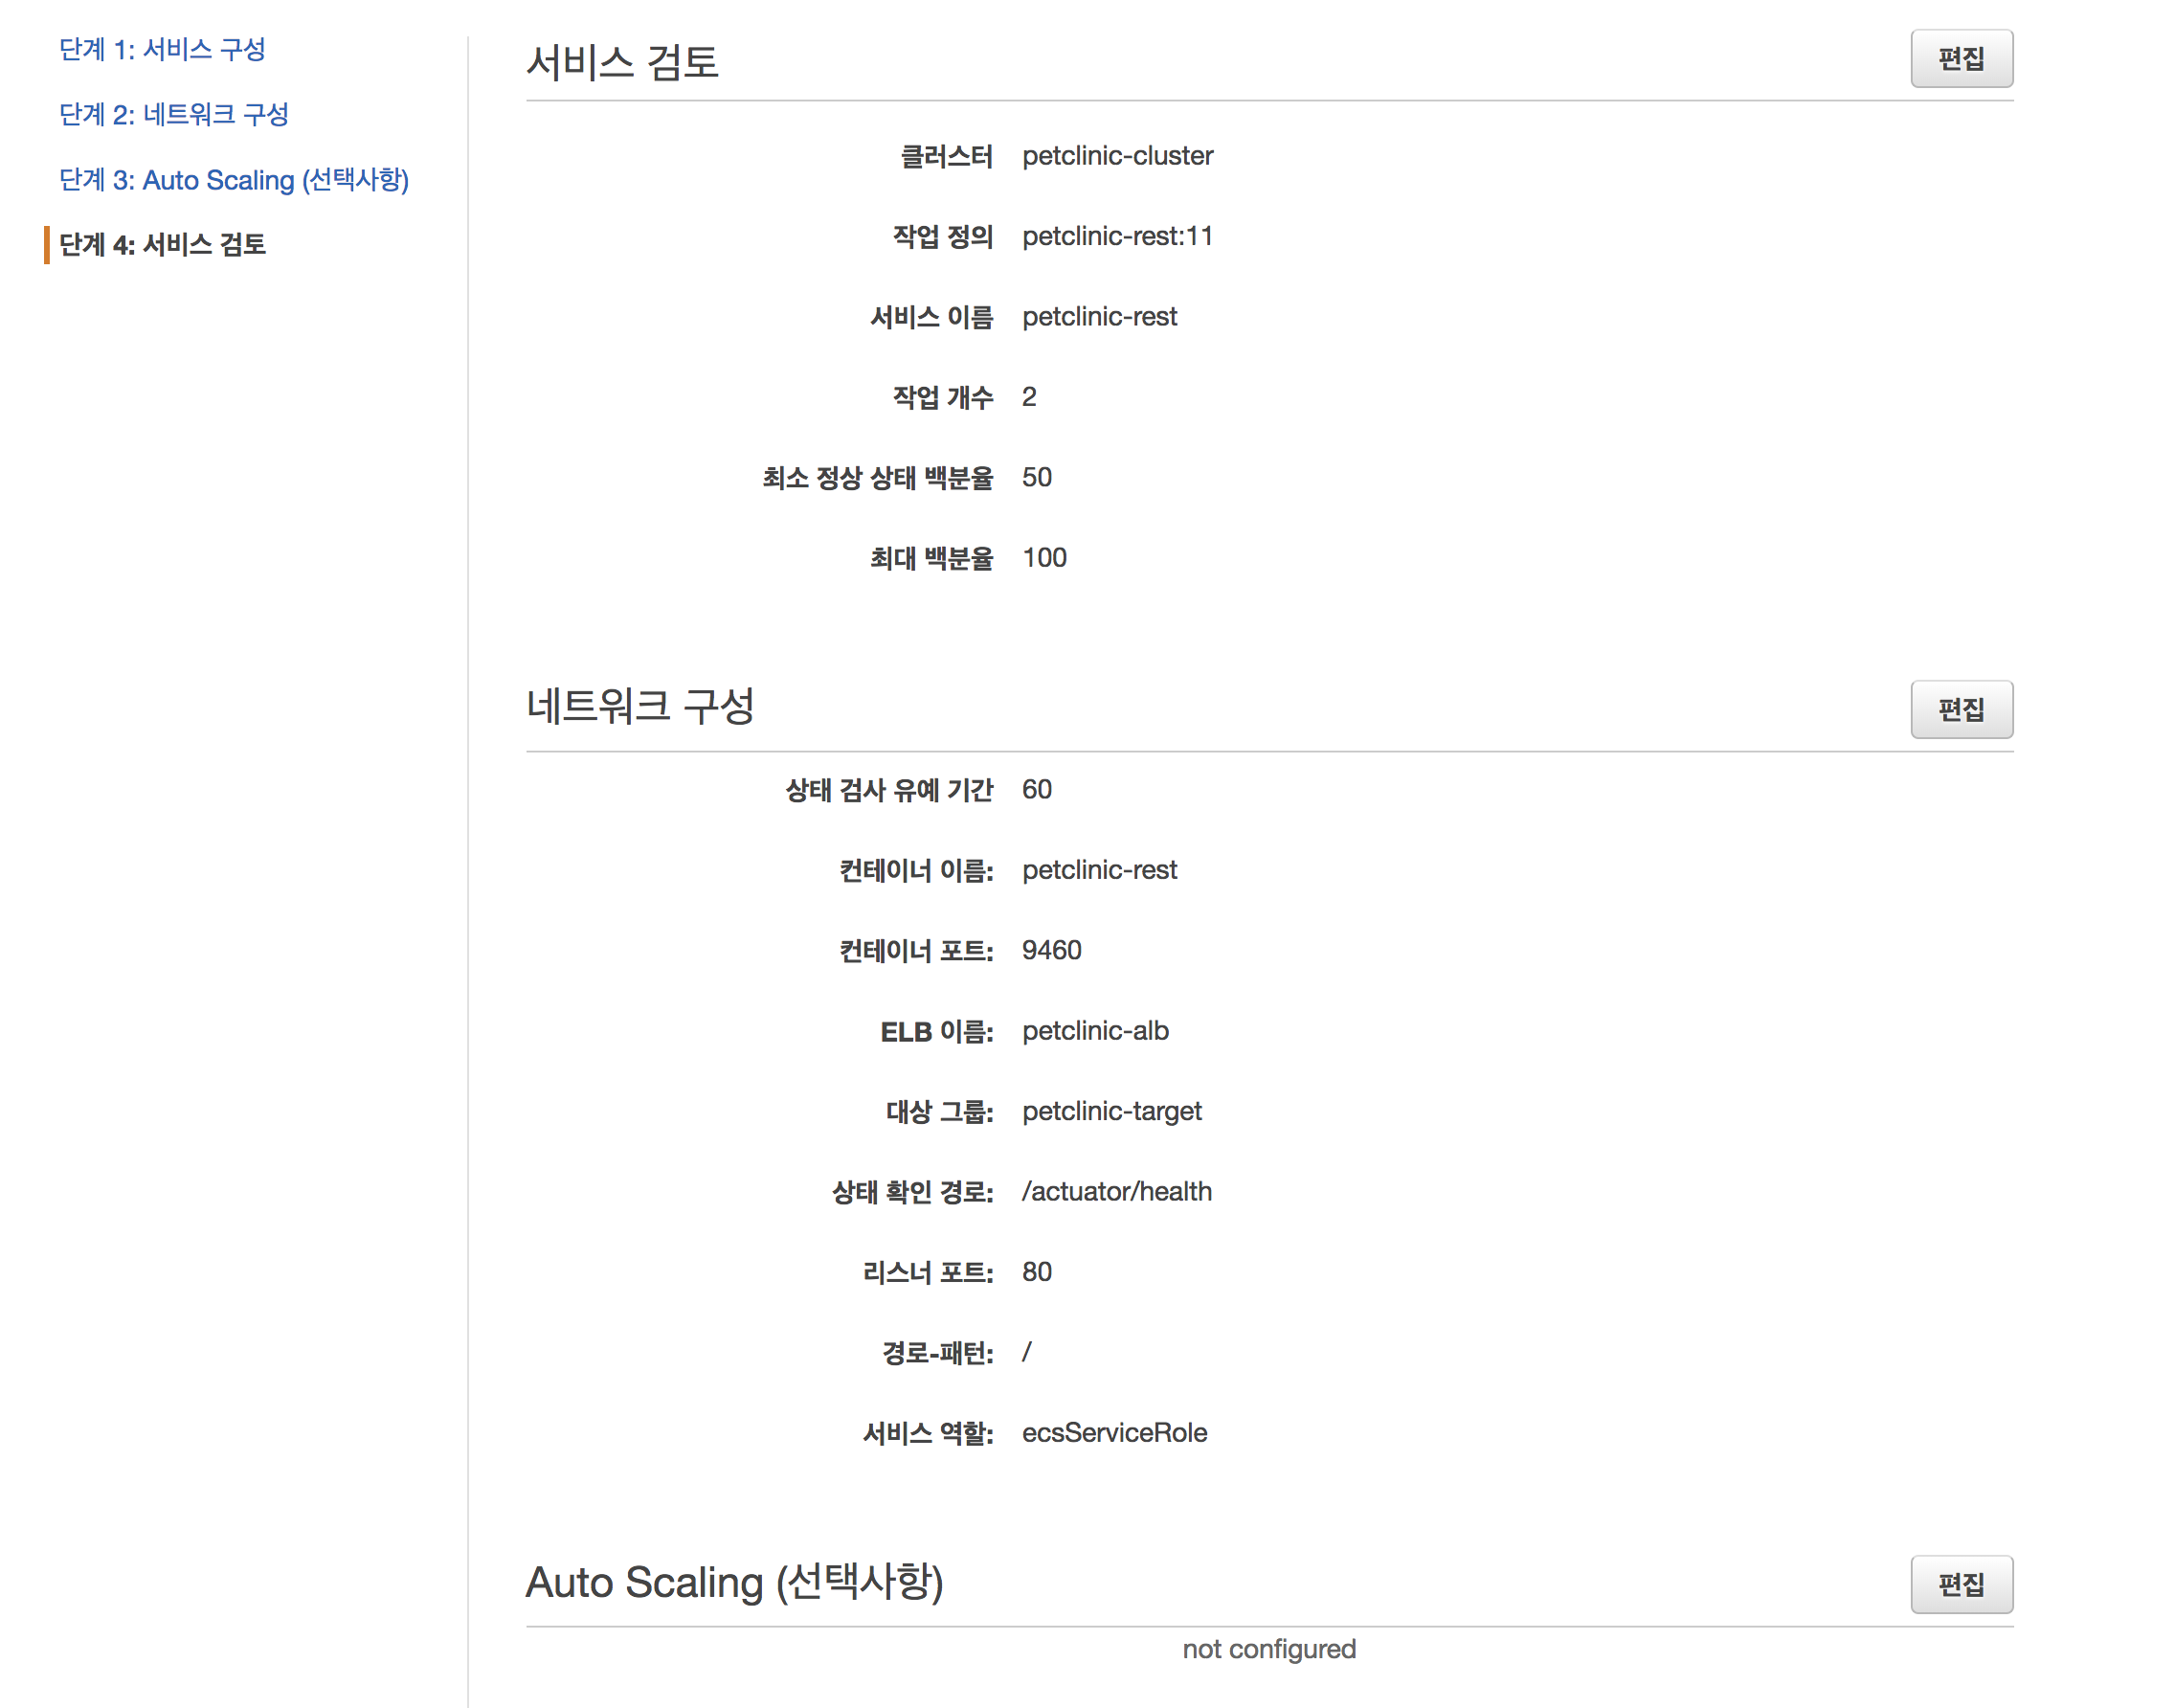 단계 1: 서비스 구성
단계 2: 네트워크 구성
단계 3: Auto Scaling (선택사항)
단계 4: 서비스 검토
서비스 검토
편집
클러스터 petclinic-cluster
작업 정의 petclinic-rest:11
서비스 이름 petclinic-rest
작업 개수 2
최소 정상 상태 백분율 50
최대 백분율 100
네트워크 구성
편집
상태 검사 유예 기간 60
컨테이너 이름: petclinic-rest
컨테이너 포트: 9460
ELB 이름: petclinic-alb
대상 그룹: petclinic-target
상태 확인 경로: /actuator/health
리스너 포트: 80
경로-패턴: /
서비스 역할: ecsServiceRole
Auto Scaling (선택사항)
편집
not configured